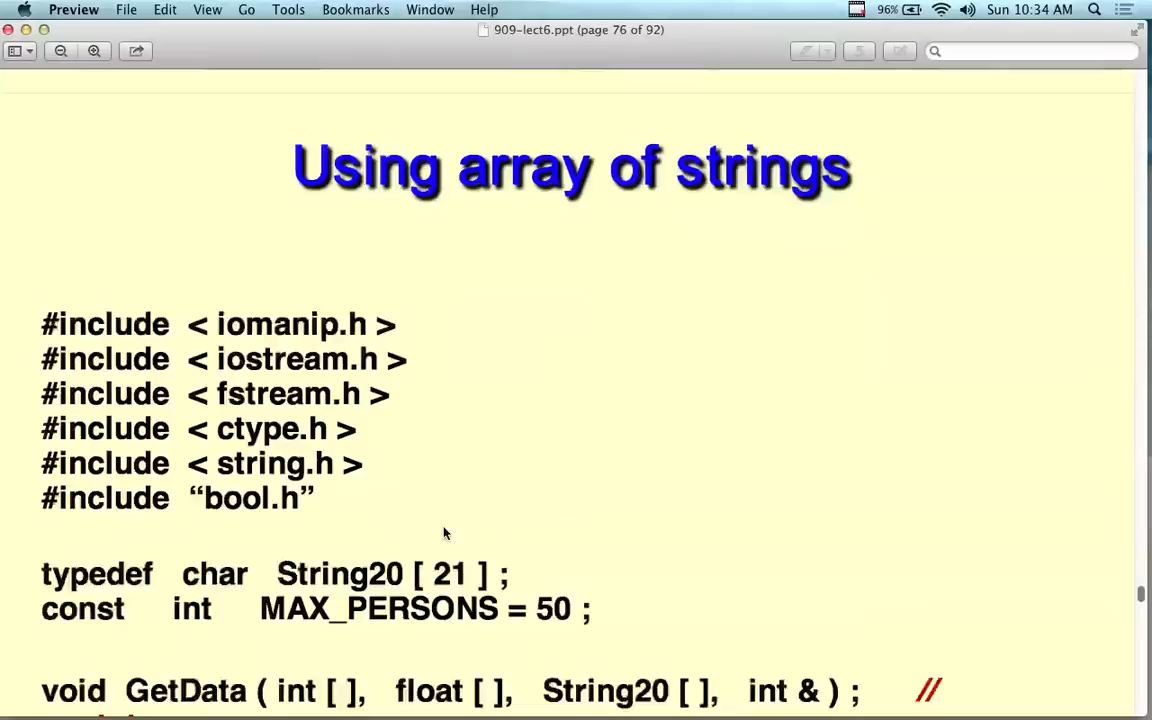 Preview File Edit View Go Tools Bookmarks Window Help 96% Sun 10:34 AM
909-lect6.ppt (page 76 of 92)
Using array of strings
#include < iomanip.h >
#include < iostream.h >
#include < fstream.h >
#include < ctype.h >
#include < string.h >
#include “bool.h”
typedef char String20 [ 21 ] ;
const int MAX_PERSONS = 50 ;
void GetData ( int [ ], float [ ], String20 [ ], int & ) ; //